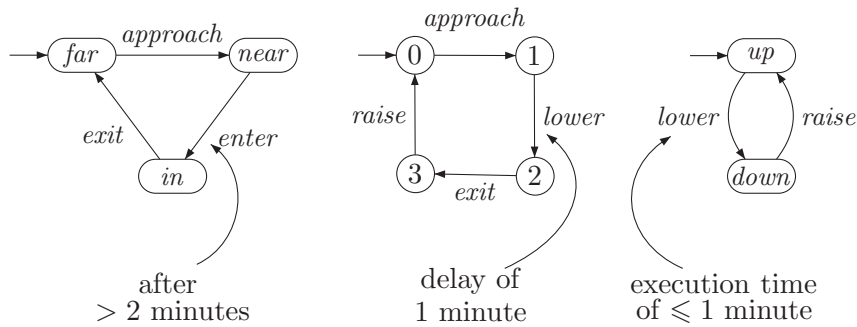 far
approach
near
exit
enter
in
after
> 2 minutes
approach
0
1
raise
lower
3
2
exit
delay of
1 minute
up
lower
raise
down
execution time
of ⩽ 1 minute